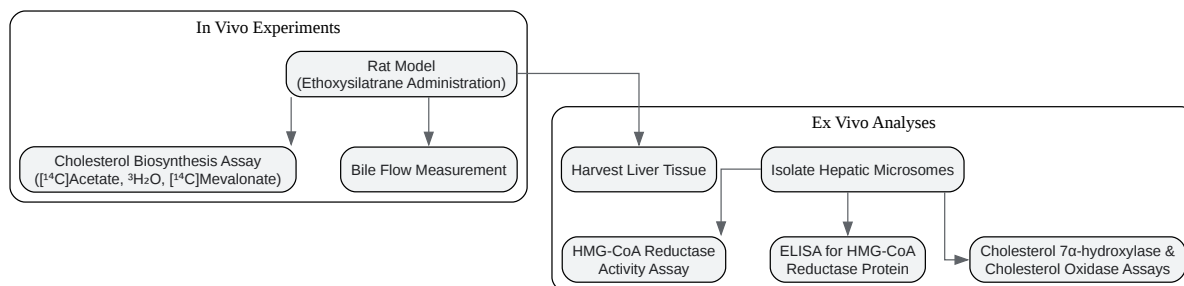 In Vivo Experiments
Rat Model
(Ethoxysilatrane Administration)
Cholesterol Biosynthesis Assay
([¹⁴C]Acetate, ³H₂O, [¹⁴C]Mevalonate)
Bile Flow Measurement
Ex Vivo Analyses
Harvest Liver Tissue
Isolate Hepatic Microsomes
HMG-CoA Reductase
Activity Assay
ELISA for HMG-CoA
Reductase Protein
Cholesterol 7α-hydroxylase &
Cholesterol Oxidase Assays